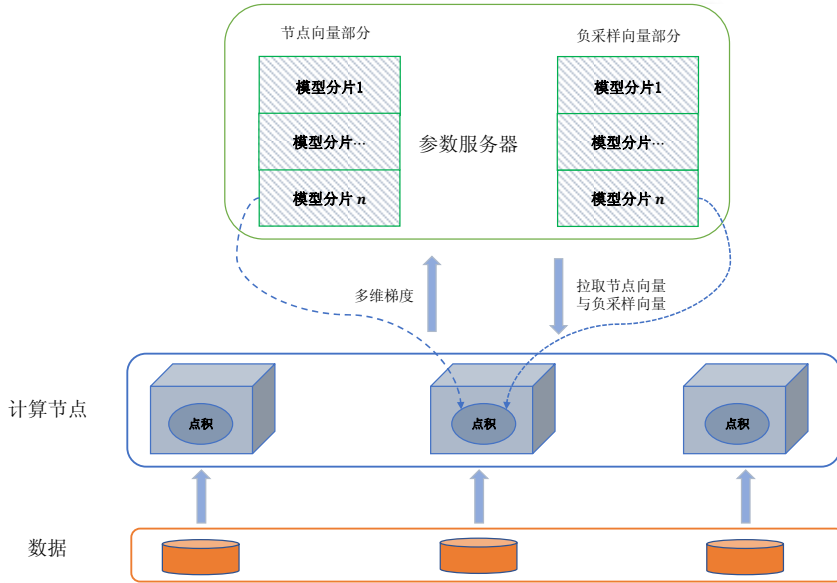 节点向量部分
负采样向量部分
模型分片1
模型分片1
模型分片…
参数服务器
模型分片…
模型分片 n
模型分片 n
多维梯度
拉取节点向量
与负采样向量
计算节点
点积
点积
点积
数据